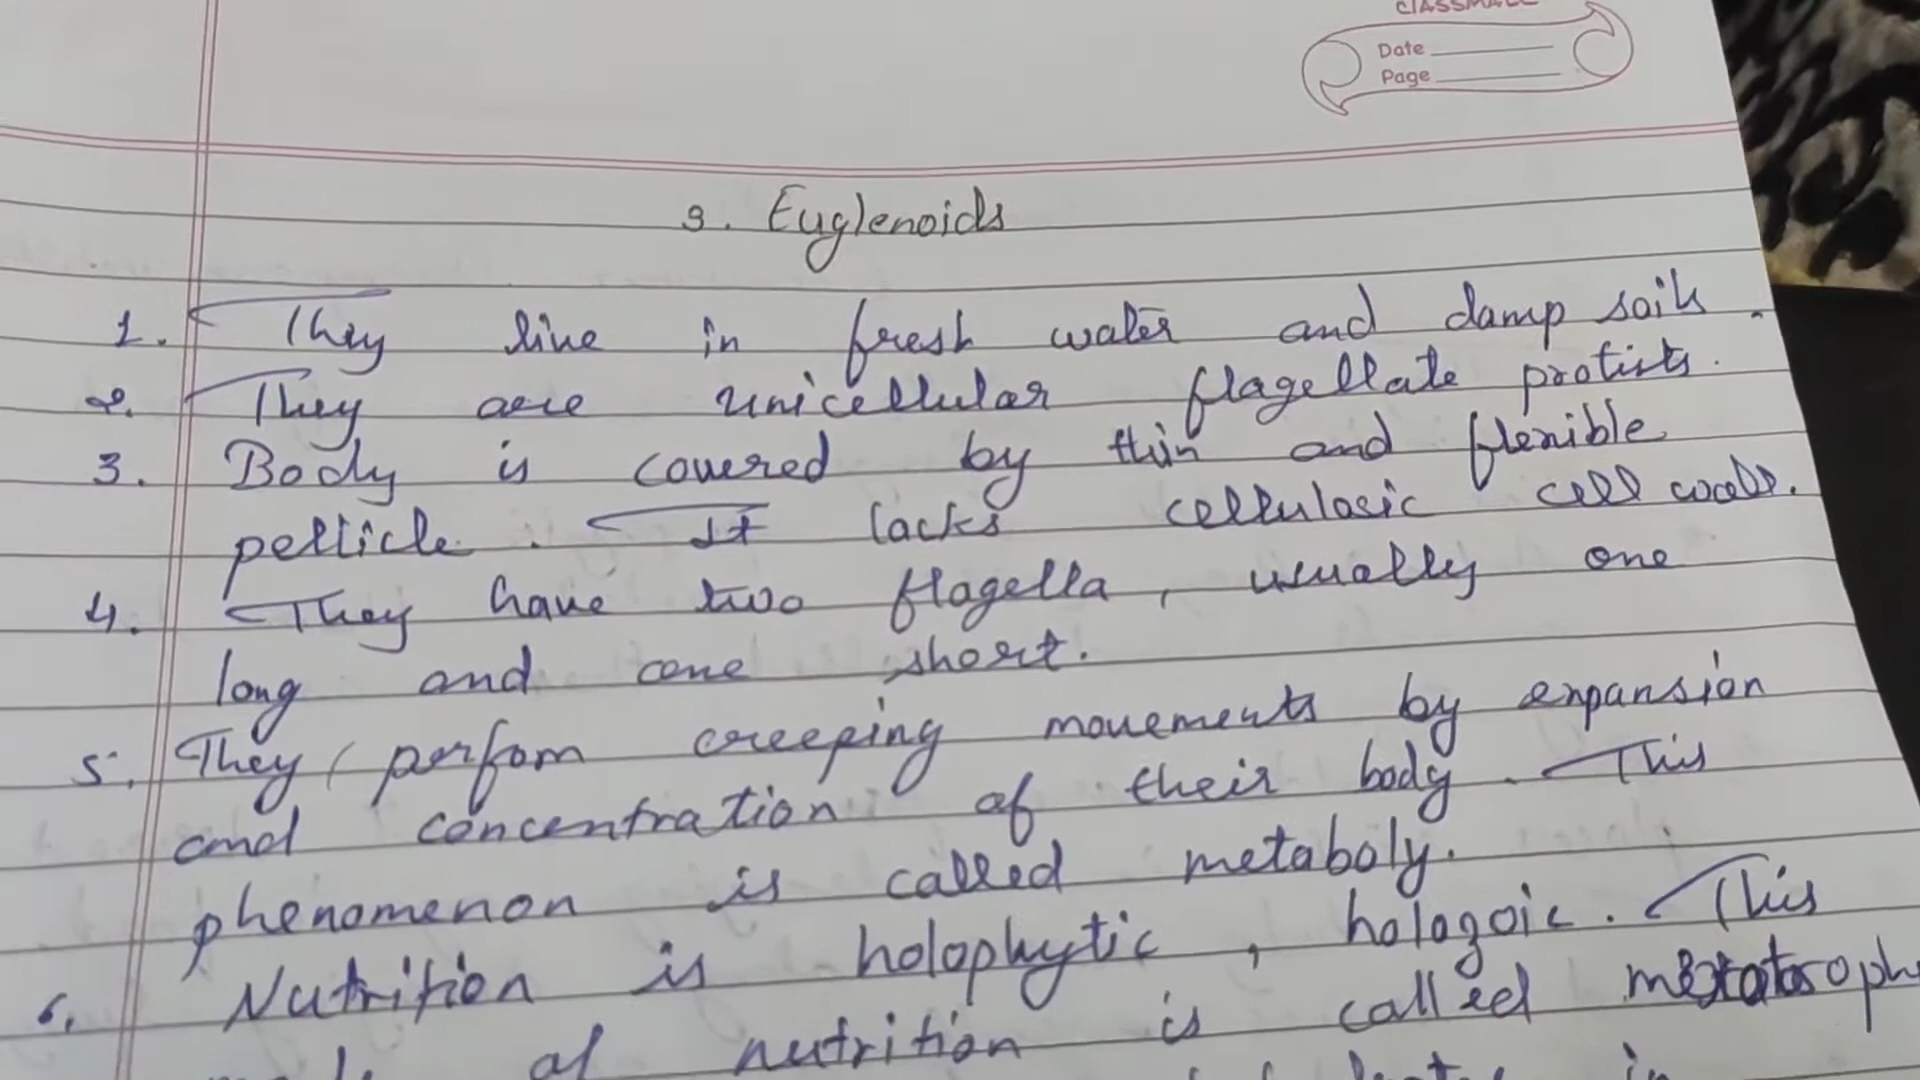 CLASSMATE
Date
Page
3. Euglenoids
1. They live in fresh water and damp soils.
2. They are unicellular flagellate protists.
3. Body is covered by thin and flexible
pellicle. It lacks cellulosic cell walls.
4. They have two flagella, usually one
long and one short.
5. They perfom creeping movements by expansion
and concentration of their body. This
phenomenon is called metaboly.
6. Nutrition is holophytic, holozoic. This
of nutrition is called
in